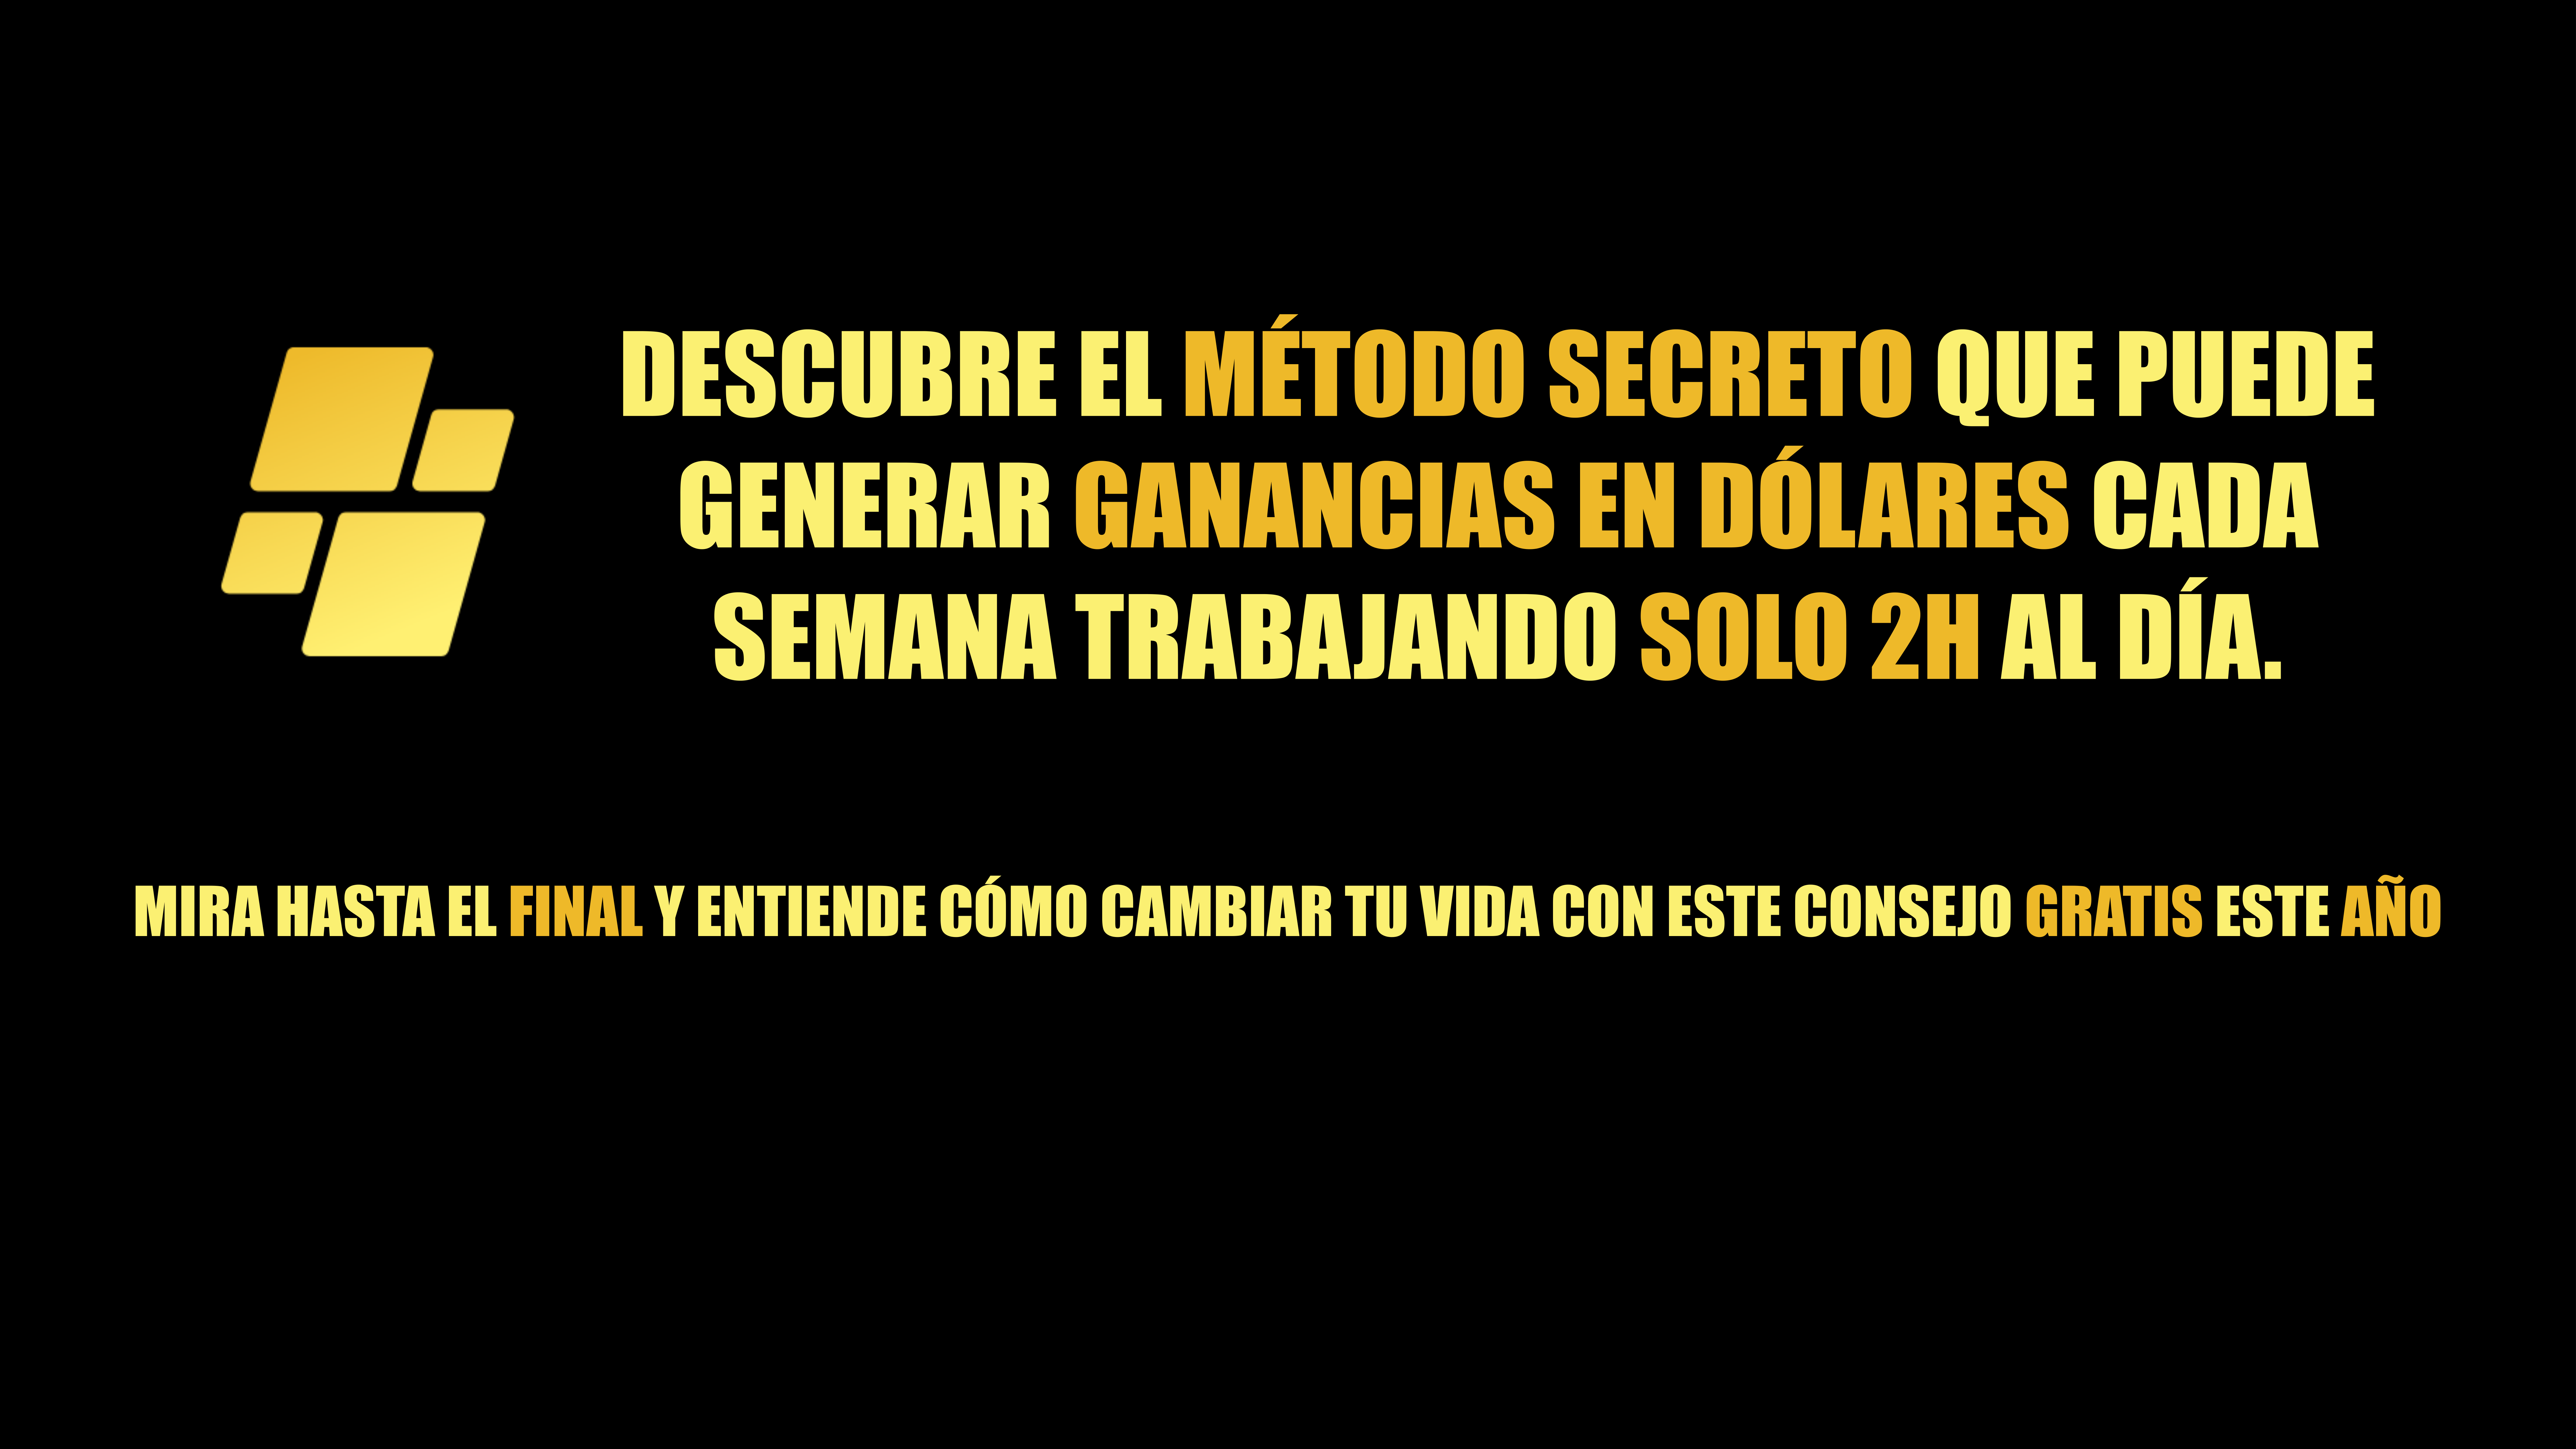 DESCUBRE EL MÉTODO SECRETO QUE PUEDE
GENERAR GANANCIAS EN DÓLARES CADA
SEMANA TRABAJANDO SOLO 2H AL DÍA.
MIRA HASTA EL FINAL Y ENTIENDE CÓMO CAMBIAR TU VIDA CON ESTE CONSEJO GRATIS ESTE AÑO